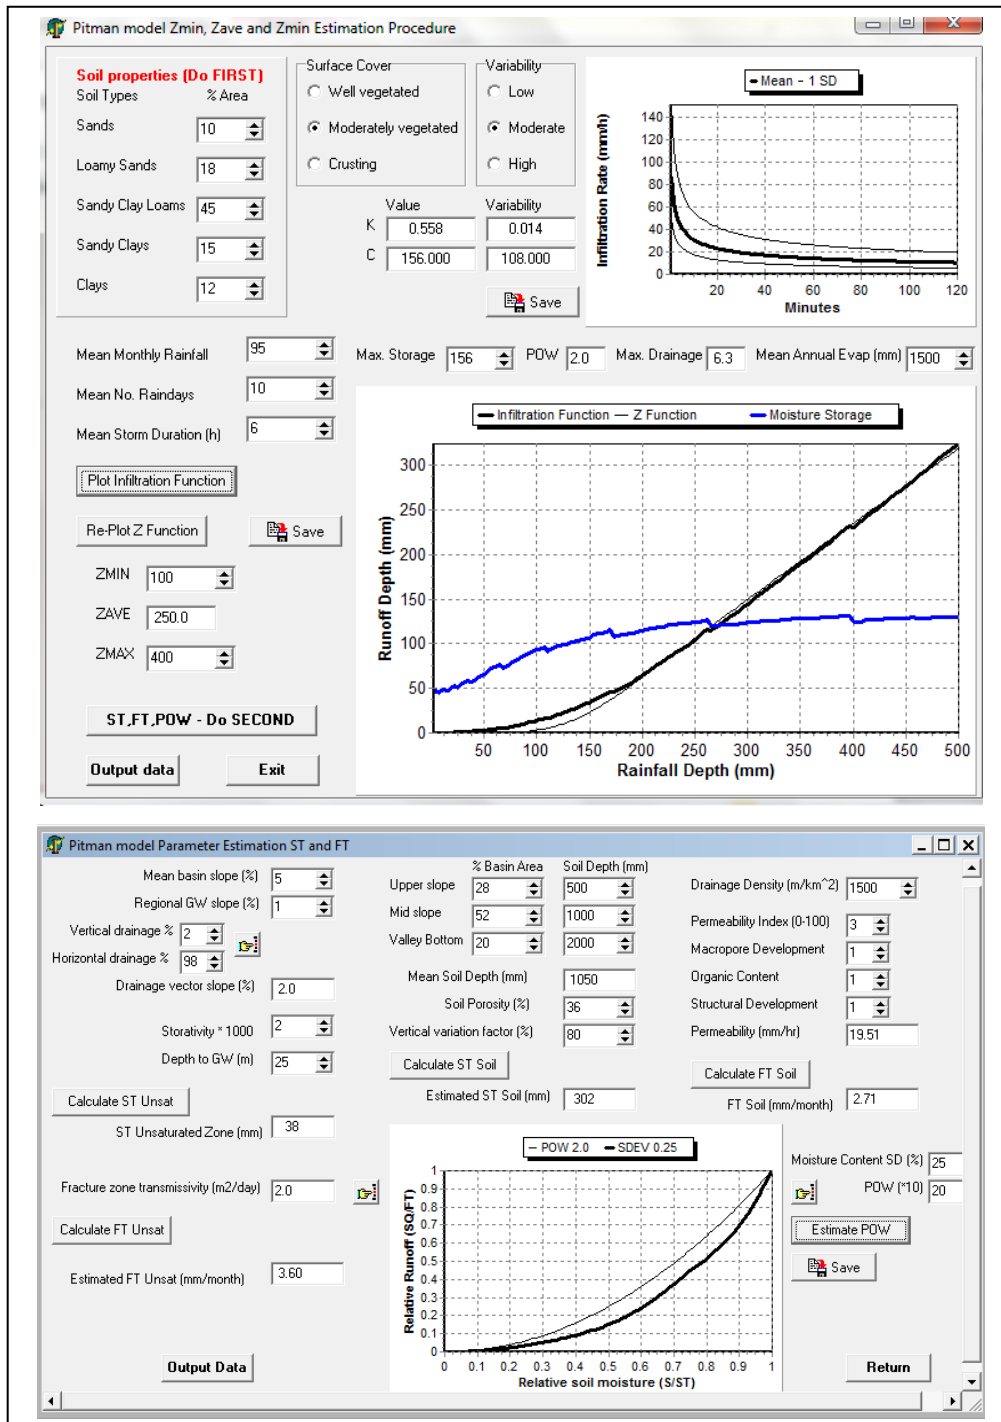 Pitman model Zmin, Zave and Zmin Estimation Procedure
Soil properties (Do FIRST)
Soil Types % Area
Sands 10
Loamy Sands 18
Sandy Clay Loams 45
Sandy Clays 15
Clays 12
Surface Cover
Well vegetated
Moderately vegetated
Crusting
Variability
Low
Moderate
High
Value Variability
K 0.558 0.014
C 156.000 108.000
Save
Mean - 1 SD
Infiltration Rate (mm/h)
140
120
100
80
60
40
20
0
20 40 60 80 100 120
Minutes
Mean Monthly Rainfall 95
Mean No. Raindays 10
Mean Storm Duration (h) 6
Max. Storage 156 POW 2.0 Max. Drainage 6.3 Mean Annual Evap (mm) 1500
Plot Infiltration Function
Re-Plot Z Function Save
ZMIN 100
ZAVE 250.0
ZMAX 400
ST,FT,POW - Do SECOND
Output data Exit
Infiltration Function Z Function Moisture Storage
Runoff Depth (mm)
300
250
200
150
100
50
0
50 100 150 200 250 300 350 400 450 500
Rainfall Depth (mm)
Pitman model Parameter Estimation ST and FT
Mean basin slope (%) 5
Regional GW slope (%) 1
Vertical drainage % 2
Horizontal drainage % 98
Drainage vector slope (%) 2.0
Storativity * 1000 2
Depth to GW (m) 25
Calculate ST Unsat
ST Unsaturated Zone (mm) 38
Fracture zone transmissivity (m2/day) 2.0
Calculate FT Unsat
Estimated FT Unsat (mm/month) 3.60
Output Data
% Basin Area Soil Depth (mm)
Upper slope 28 500
Mid slope 52 1000
Valley Bottom 20 2000
Mean Soil Depth (mm) 1050
Soil Porosity (%) 36
Vertical variation factor (%) 80
Calculate ST Soil
Estimated ST Soil (mm) 302
Drainage Density (m/km^2) 1500
Permeability Index (0-100) 3
Macropore Development 1
Organic Content 1
Structural Development 1
Permeability (mm/hr) 19.51
Calculate FT Soil
FT Soil (mm/month) 2.71
POW 2.0 SDEV 0.25
Relative Runoff (SQ/FT)
1
0.9
0.8
0.7
0.6
0.5
0.4
0.3
0.2
0.1
0
0 0.1 0.2 0.3 0.4 0.5 0.6 0.7 0.8 0.9 1
Relative soil moisture (S/ST)
Moisture Content SD (%) 25
POW (*10) 20
Estimate POW
Save
Return